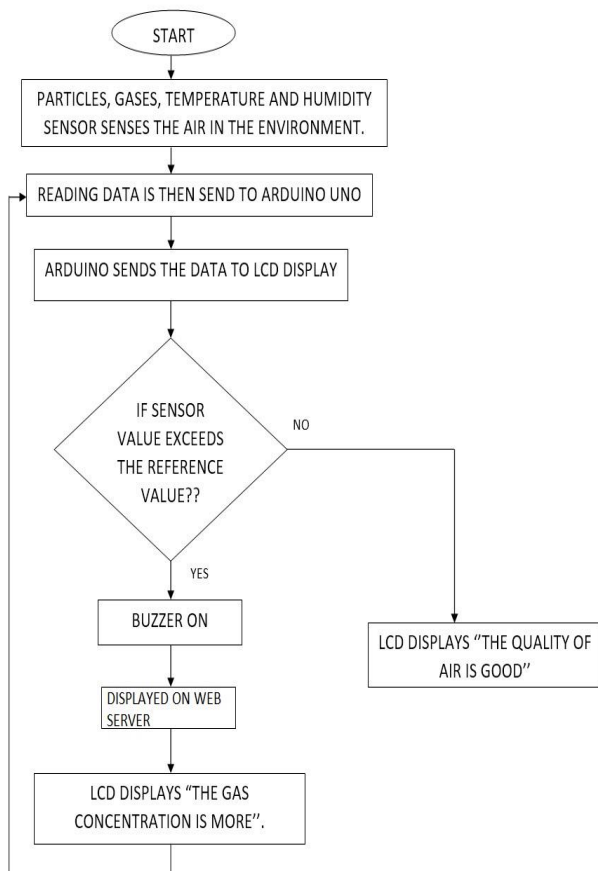 START
PARTICLES, GASES, TEMPERATURE AND HUMIDITY
SENSOR SENSES THE AIR IN THE ENVIRONMENT.
READING DATA IS THEN SEND TO ARDUINO UNO
ARDUINO SENDS THE DATA TO LCD DISPLAY
IF SENSOR
VALUE EXCEEDS
THE REFERENCE
VALUE??
NO
YES
BUZZER ON
LCD DISPLAYS ‘’THE QUALITY OF
AIR IS GOOD’’
DISPLAYED ON WEB
SERVER
LCD DISPLAYS “THE GAS
CONCENTRATION IS MORE’’.